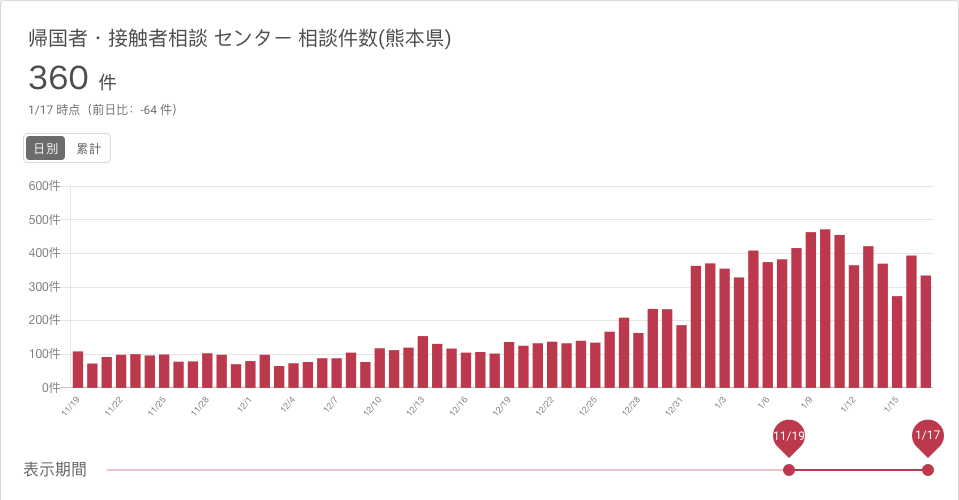 帰国者・接触者相談 センター 相談件数(熊本県)
360 件
1/17 時点（前日比：-64 件）
日別 累計
600件
500件
400件
300件
200件
100件
0件
11/19 11/22 11/25 11/28 12/1 12/4 12/7 12/10 12/13 12/16 12/19 12/22 12/25 12/28 12/31 1/3 1/6 1/9 1/12 1/15
11/19 1/17
表示期間